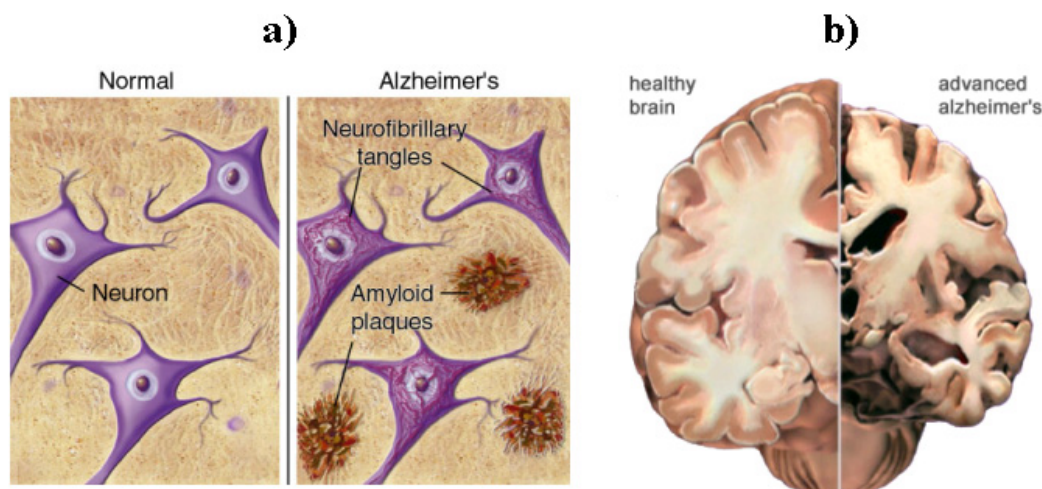 a)
Normal
Alzheimer's
Neurofibrillary
tangles
Neuron
Amyloid
plaques
b)
healthy
brain
advanced
alzheimer's